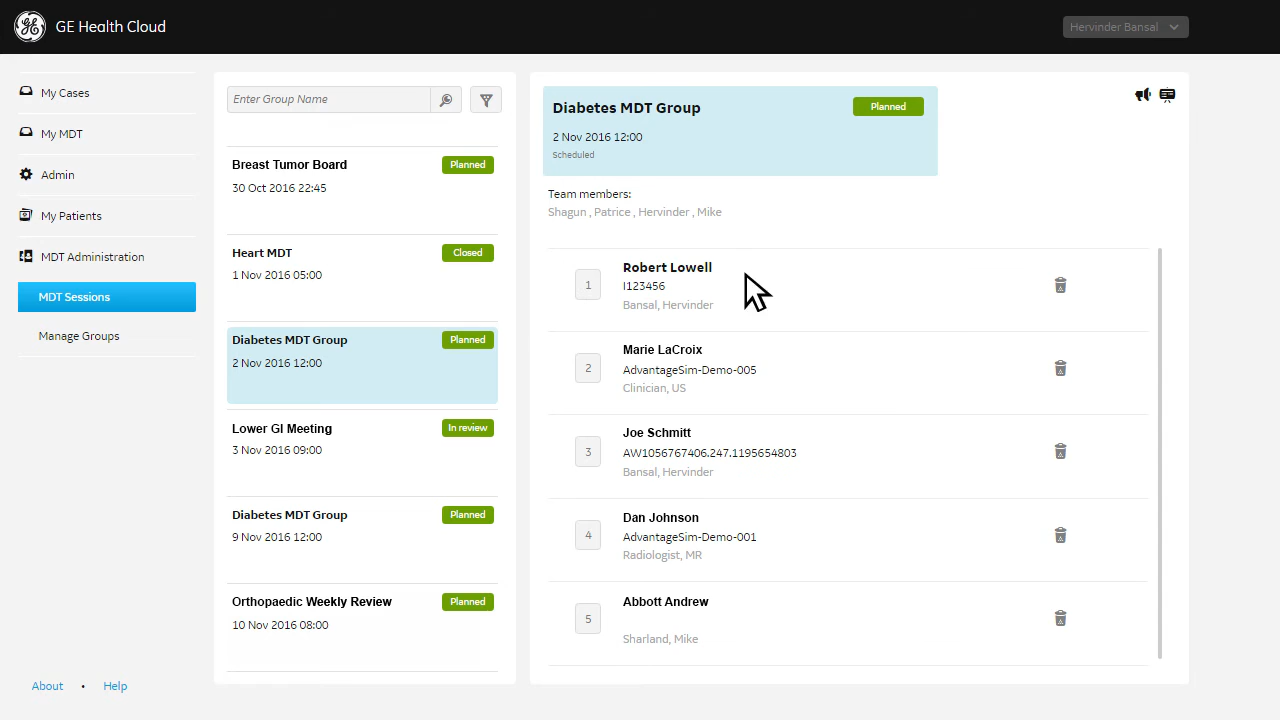 GE Health Cloud
Hervinder Bansal
My Cases
My MDT
Admin
My Patients
MDT Administration
MDT Sessions
Manage Groups
About • Help
Enter Group Name
Breast Tumor Board Planned
30 Oct 2016 22:45
Heart MDT Closed
1 Nov 2016 05:00
Diabetes MDT Group Planned
2 Nov 2016 12:00
Lower GI Meeting In review
3 Nov 2016 09:00
Diabetes MDT Group Planned
9 Nov 2016 12:00
Orthopaedic Weekly Review Planned
10 Nov 2016 08:00
Diabetes MDT Group Planned
2 Nov 2016 12:00
Scheduled
Team members:
Shagun , Patrice , Hervinder , Mike
1
Robert Lowell
I123456
Bansal, Hervinder
2
Marie LaCroix
AdvantageSim-Demo-005
Clinician, US
3
Joe Schmitt
AW1056767406.247.1195654803
Bansal, Hervinder
4
Dan Johnson
AdvantageSim-Demo-001
Radiologist, MR
5
Abbott Andrew
Sharland, Mike